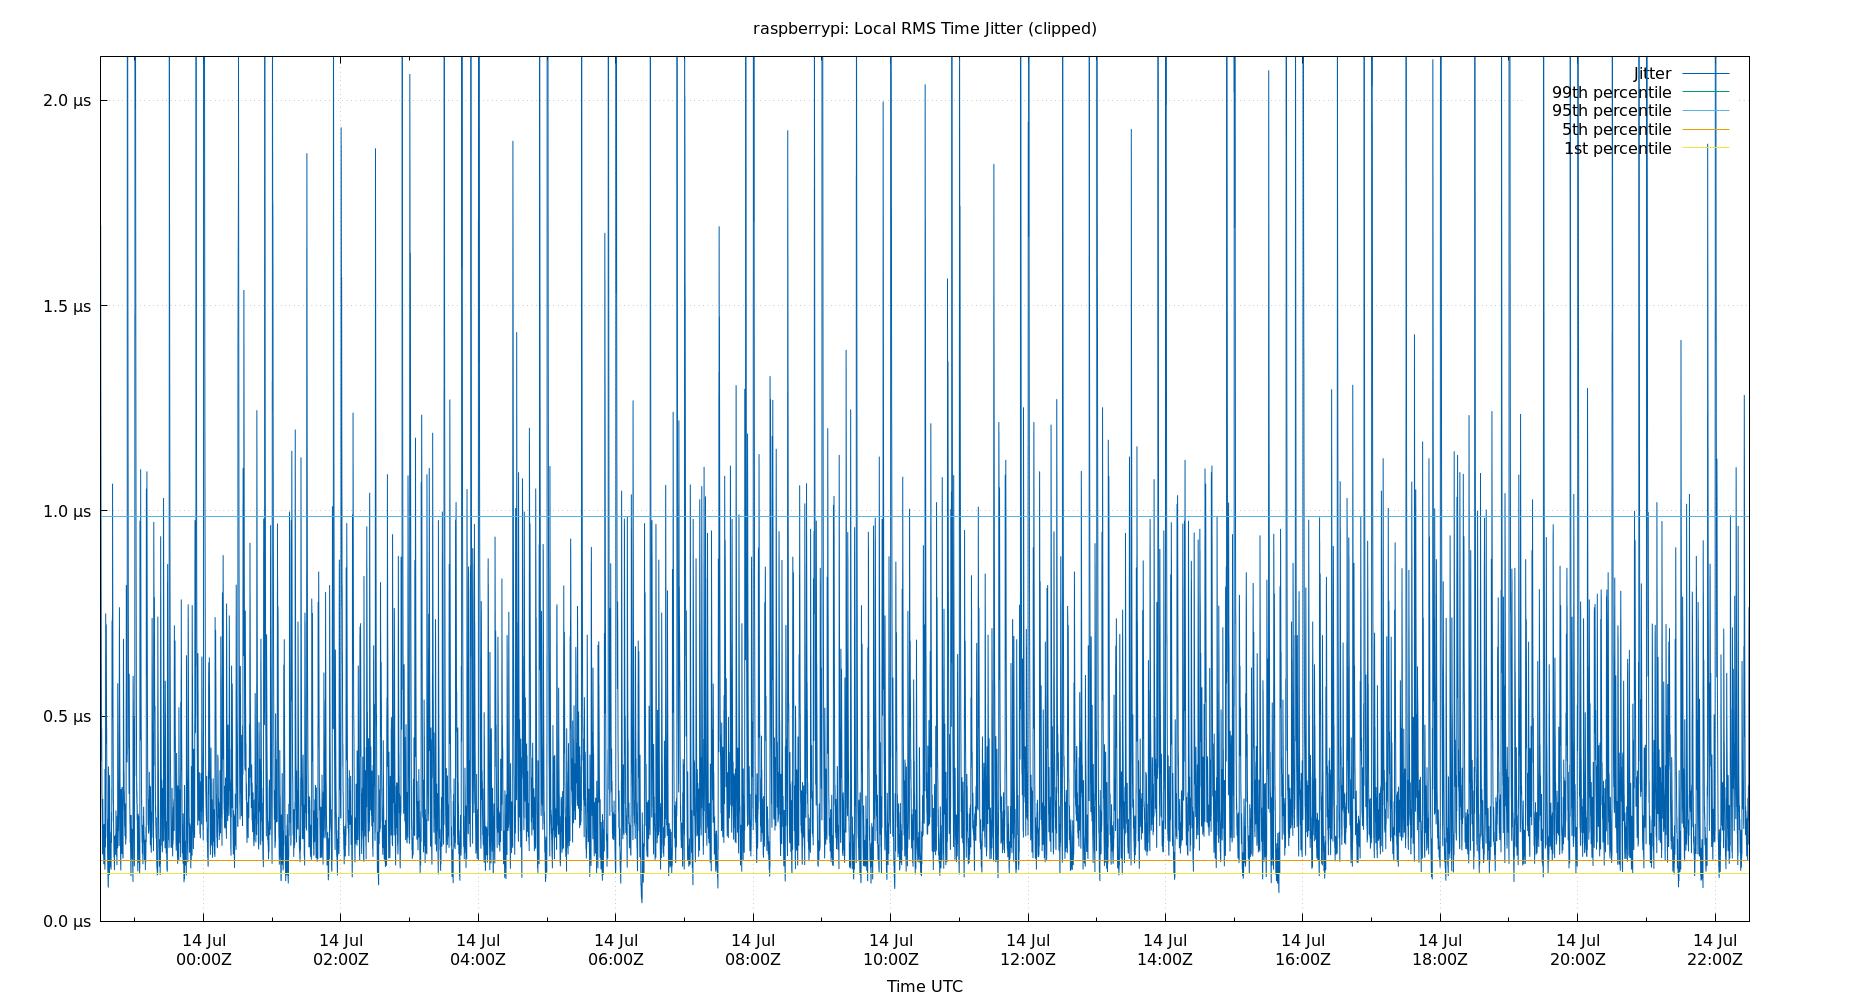 raspberrypi: Local RMS Time Jitter (clipped)
Jitter
99th percentile
95th percentile
5th percentile
1st percentile
2.0 µs
1.5 µs
1.0 µs
0.5 µs
0.0 µs
14 Jul 14 Jul 14 Jul 14 Jul 14 Jul 14 Jul 14 Jul 14 Jul 14 Jul 14 Jul 14 Jul 14 Jul
00:00Z 02:00Z 04:00Z 06:00Z 08:00Z 10:00Z 12:00Z 14:00Z 16:00Z 18:00Z 20:00Z 22:00Z
Time UTC